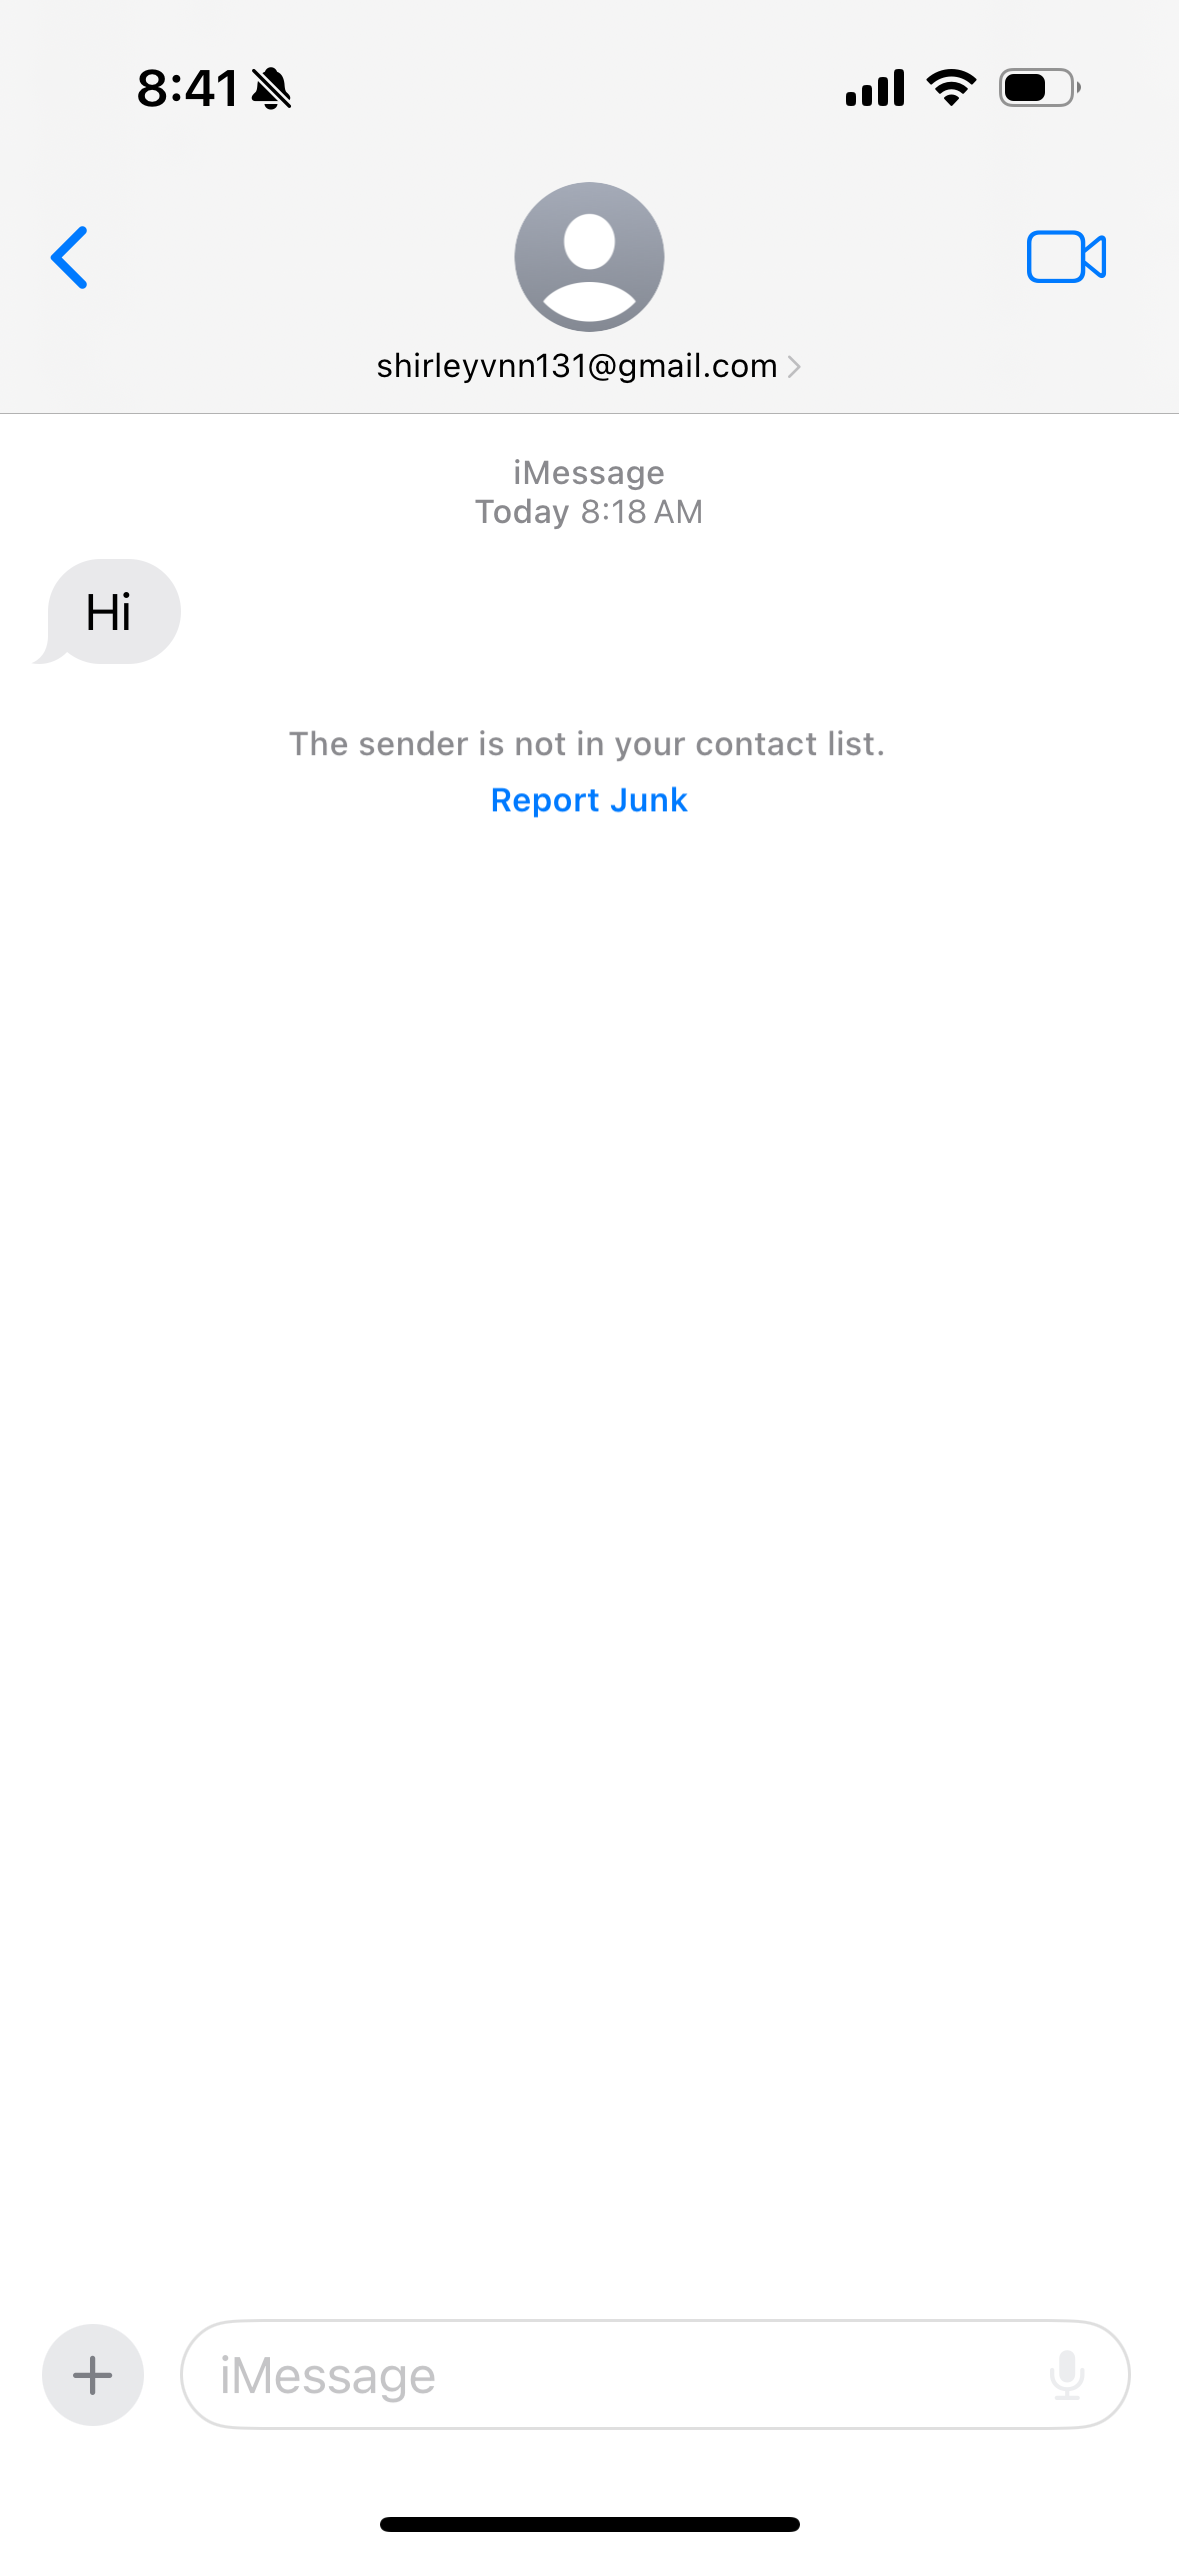 8:41
shirleyvnn131@gmail.com
iMessage
Today 8:18 AM
Hi
The sender is not in your contact list.
Report Junk
iMessage